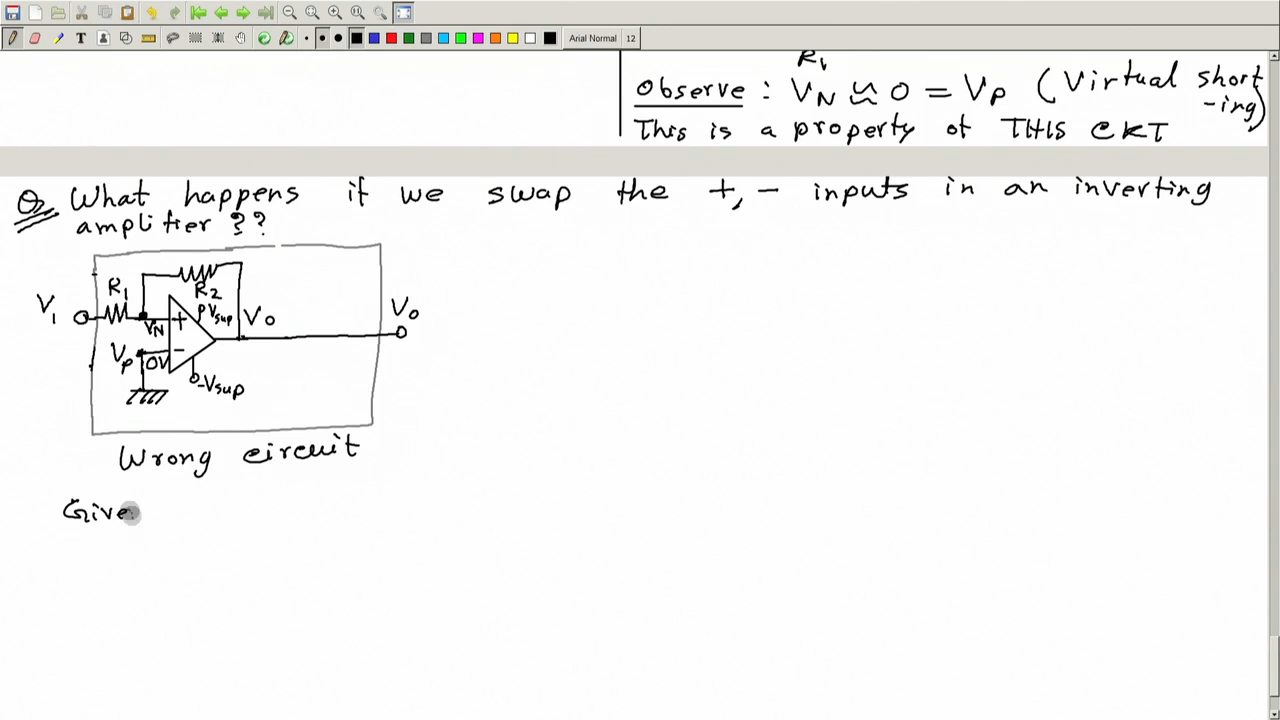 Arial Normal 12
R1
Observe : VN ≈ 0 = VP (Virtual short
-ing)
This is a property of THIS CKT
Q What happens if we swap the +, - inputs in an inverting
amplifier ??
R1
R2
V1
VN
+
Vsup
Vo
Vo
Vp
0V
-
-Vsup
Wrong circuit
Give